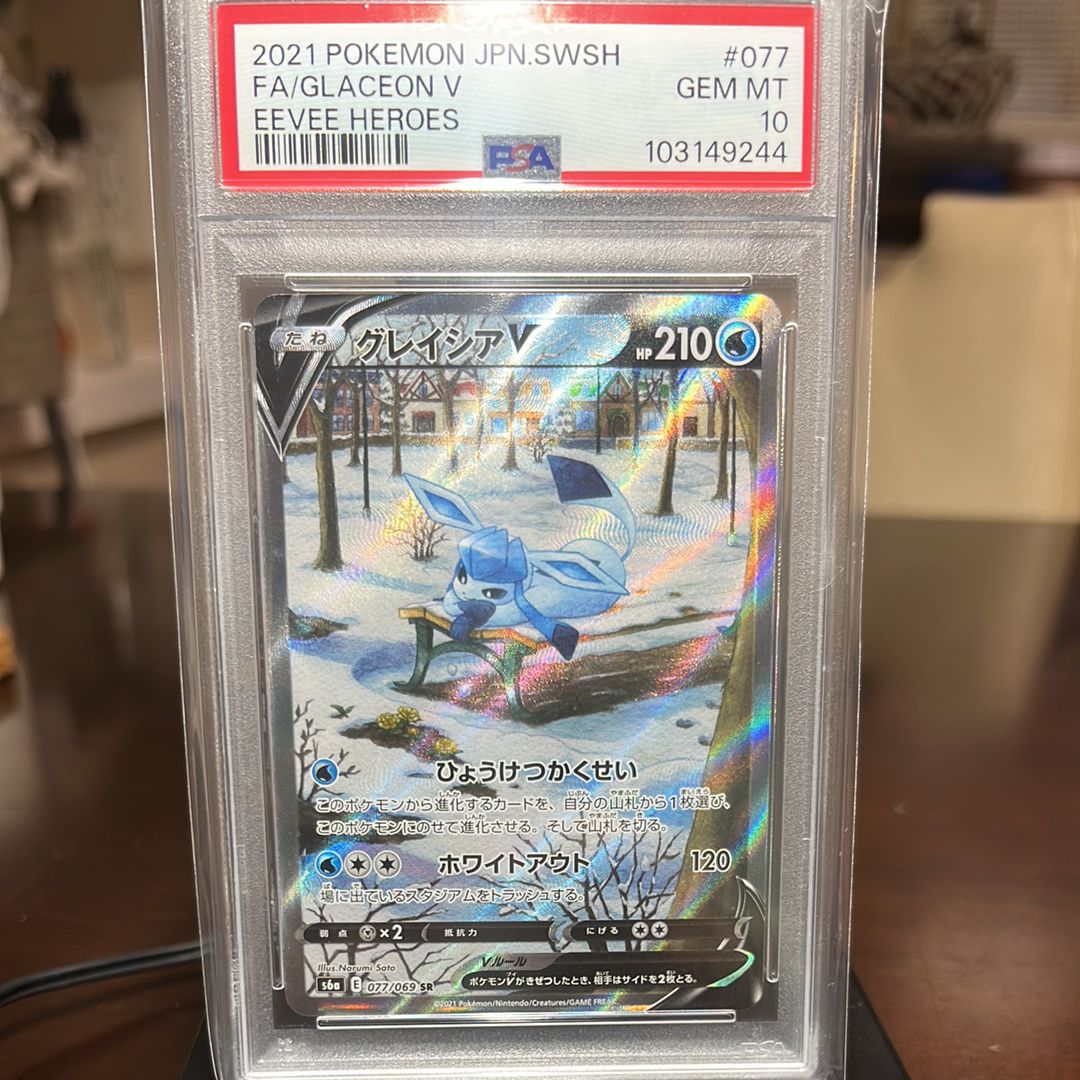 2021 POKEMON JPN.SWSH #077
FA/GLACEON V GEM MT
EEVEE HEROES 10
PSA 103149244
たね グレイシアV HP 210
ひょうけつかくせい
このポケモンから進化するカードを、自分の山札から1枚選び、
このポケモンにのせて進化させる。そして山札を切る。
ホワイトアウト 120
場に出ているスタジアムをトラッシュする。
弱点 ×2 抵抗力 にげる
Vルール
ポケモンVがきぜつしたとき、相手はサイドを2枚とる。
Illus. Narumi Sato
s6a E 077/069 SR
©2021 Pokémon/Nintendo/Creatures/GAME FREAK